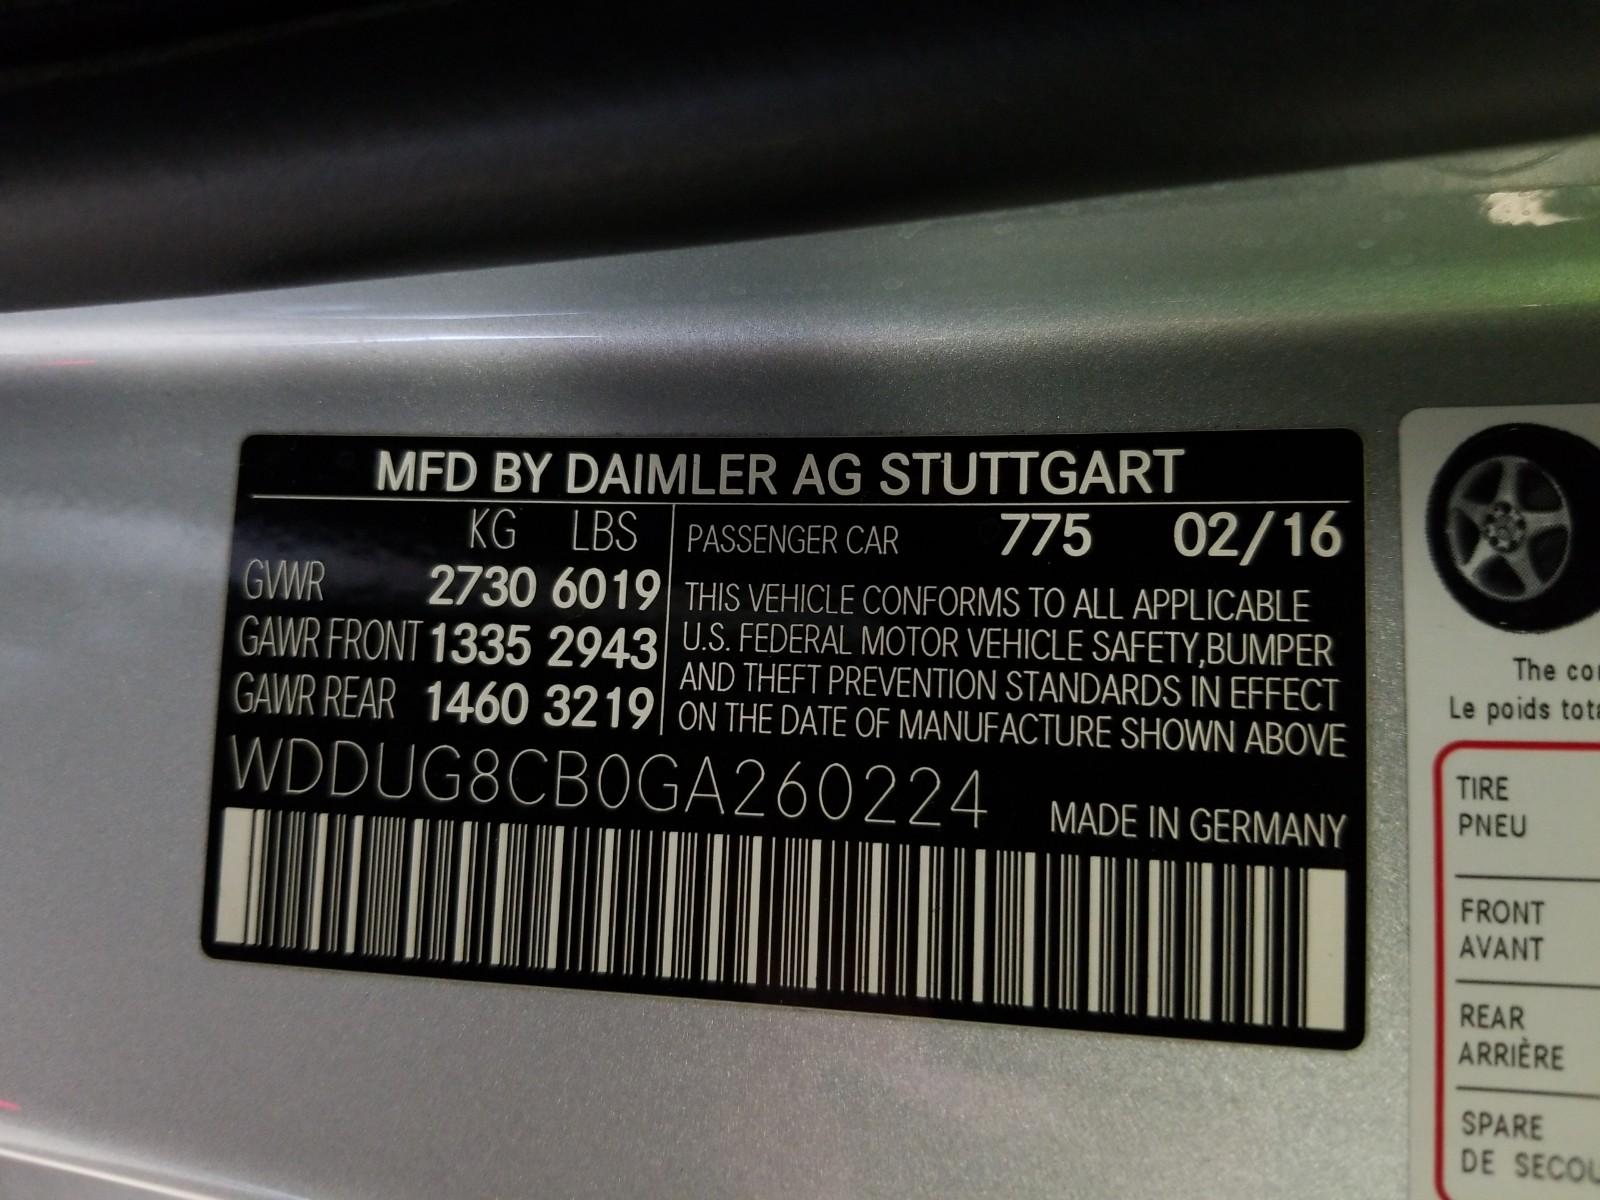 MFD BY DAIMLER AG STUTTGART
KG LBS
GVWR 2730 6019
GAWR FRONT 1335 2943
GAWR REAR 1460 3219
PASSENGER CAR 775 02/16
THIS VEHICLE CONFORMS TO ALL APPLICABLE
U.S. FEDERAL MOTOR VEHICLE SAFETY,BUMPER
AND THEFT PREVENTION STANDARDS IN EFFECT
ON THE DATE OF MANUFACTURE SHOWN ABOVE
WDDUG8CB0GA260224
MADE IN GERMANY
The
Le poids
TIRE
PNEU
FRONT
AVANT
REAR
ARRIÈRE
SPARE
DE